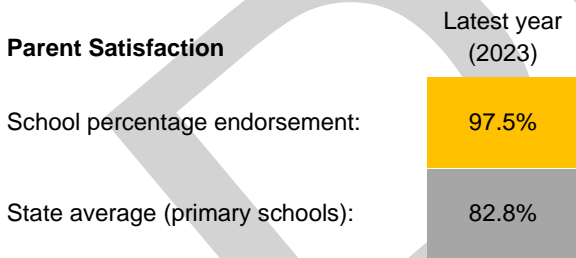 Parent Satisfaction
Latest year
(2023)
School percentage endorsement:
97.5%
State average (primary schools):
82.8%